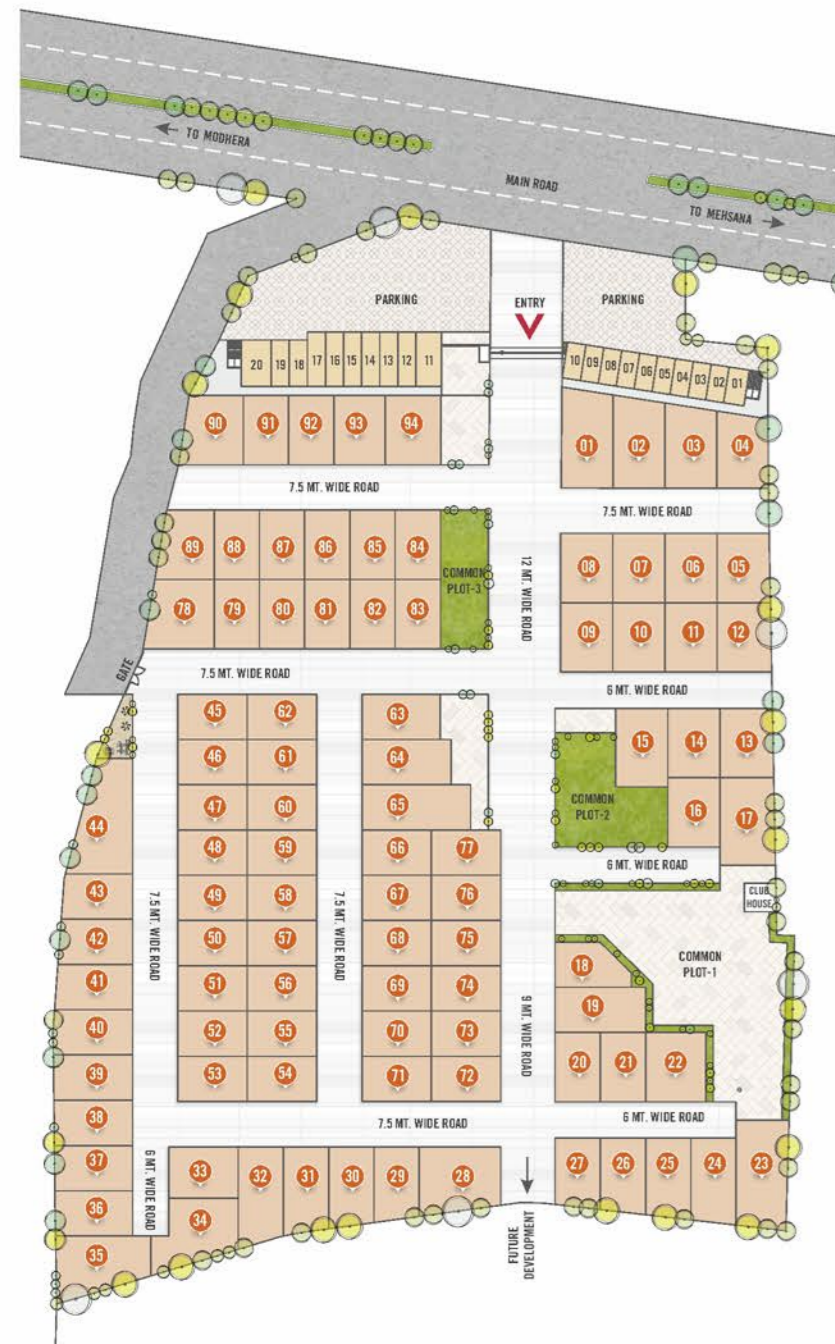 TO MODHERA
MAIN ROAD
TO MEHSANA
PARKING
ENTRY
PARKING
20 19 18 17 16 15 14 13 12 11
10 09 08 07 06 05 04 03 02 01
90 91 92 93 94
01 02 03 04
7.5 MT. WIDE ROAD
7.5 MT. WIDE ROAD
89 88 87 86 85 84
78 79 80 81 82 83
COMMON
PLOT-3
12 MT. WIDE ROAD
08 07 06 05
09 10 11 12
GATE
7.5 MT. WIDE ROAD
6 MT. WIDE ROAD
45 62
46 61
47 60
48 59
49 58
50 57
51 56
52 55
53 54
63
64
65
66 77
67 76
68 75
69 74
70 73
71 72
15 14 13
16 17
COMMON
PLOT-2
6 MT. WIDE ROAD
CLUB
HOUSE
COMMON
PLOT-1
44
43
42
41
40
39
38
37
36
35
7.5 MT. WIDE ROAD
7.5 MT. WIDE ROAD
9 MT. WIDE ROAD
18
19
20 21 22
7.5 MT. WIDE ROAD
6 MT. WIDE ROAD
6 MT. WIDE ROAD
33
34
32 31 30 29 28
27 26 25 24 23
FUTURE
DEVELOPMENT